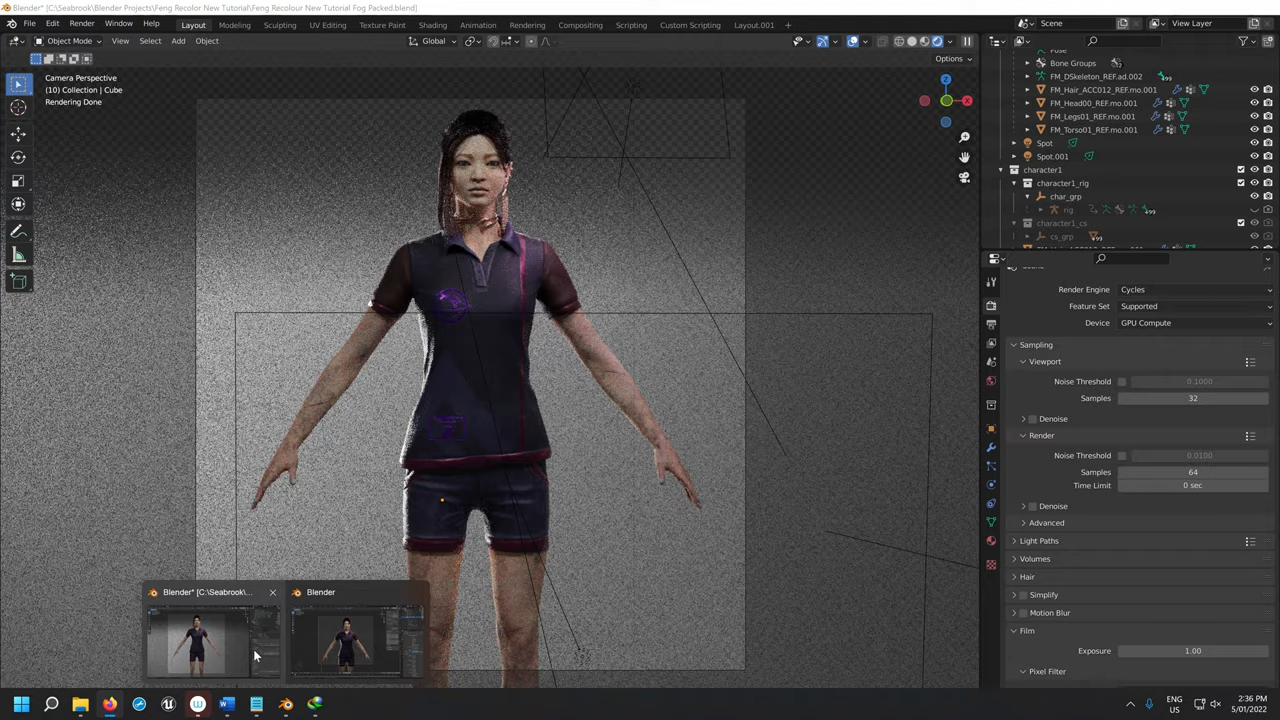 Blender* [C:\Seabrook\Blender Projects\Feng Recolor New Tutorial\Feng Recolour New Tutorial Fog Packed.blend]
File Edit Render Window Help Layout Modeling Sculpting UV Editing Texture Paint Shading Animation Rendering Compositing Scripting Custom Scripting Layout.001 Scene View Layer
Object Mode View Select Add Object Global
Options
Camera Perspective
(10) Collection | Cube
Rendering Done
Z
X
Bone Groups
FM_DSkeleton_REF.ad.002
FM_Hair_ACC012_REF.mo.001
FM_Head00_REF.mo.001
FM_Legs01_REF.mo.001
FM_Torso01_REF.mo.001
Spot
Spot.001
character1
character1_rig
char_grp
rig
character1_cs
cs_grp
Render Engine Cycles
Feature Set Supported
Device GPU Compute
Sampling
Viewport
Noise Threshold 0.1000
Samples 32
Denoise
Render
Noise Threshold 0.0100
Samples 64
Time Limit 0 sec
Denoise
Advanced
Light Paths
Volumes
Hair
Simplify
Motion Blur
Film
Exposure 1.00
Pixel Filter
Blender* [C:\Seabrook\... Blender
ENG
US
2:36 PM
5/01/2022